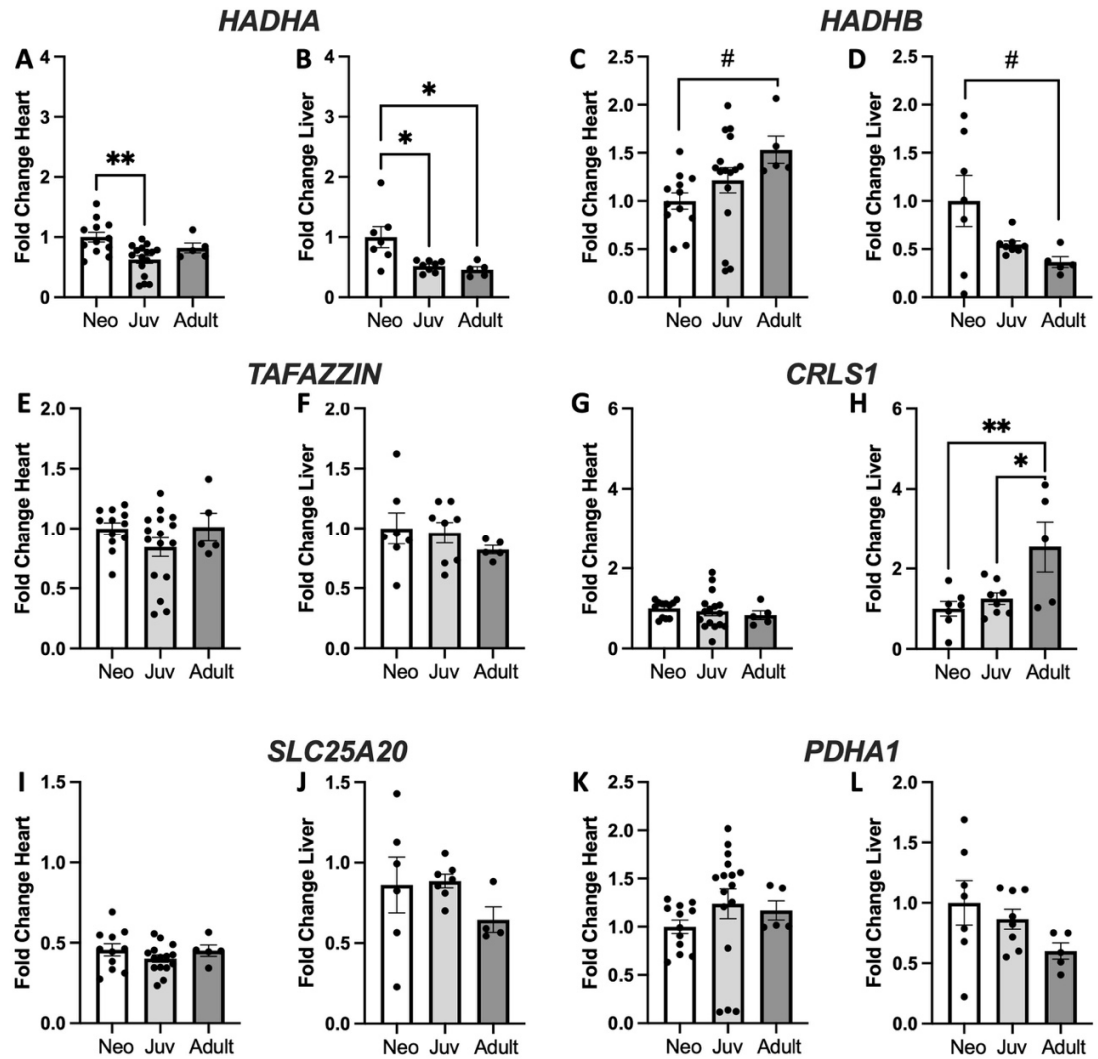 HADHA HADHB
A B C D
Fold Change Heart
4
3
2
1
0
**
Neo Juv Adult
Fold Change Liver
4
3
2
1
0
*
*
Neo Juv Adult
Fold Change Heart
2.5
2.0
1.5
1.0
0.5
0.0
#
Neo Juv Adult
Fold Change Liver
2.5
2.0
1.5
1.0
0.5
0.0
#
Neo Juv Adult
TAFAZZIN CRLS1
E F G H
Fold Change Heart
2.0
1.5
1.0
0.5
0.0
Neo Juv Adult
Fold Change Liver
2.0
1.5
1.0
0.5
0.0
Neo Juv Adult
Fold Change Heart
6
4
2
0
Neo Juv Adult
Fold Change Liver
6
4
2
0
**
*
Neo Juv Adult
SLC25A20 PDHA1
I J K L
Fold Change Heart
1.5
1.0
0.5
0.0
Neo Juv Adult
Fold Change Liver
1.5
1.0
0.5
0.0
Neo Juv Adult
Fold Change Heart
2.5
2.0
1.5
1.0
0.5
0.0
Neo Juv Adult
Fold Change Liver
2.0
1.5
1.0
0.5
0.0
Neo Juv Adult